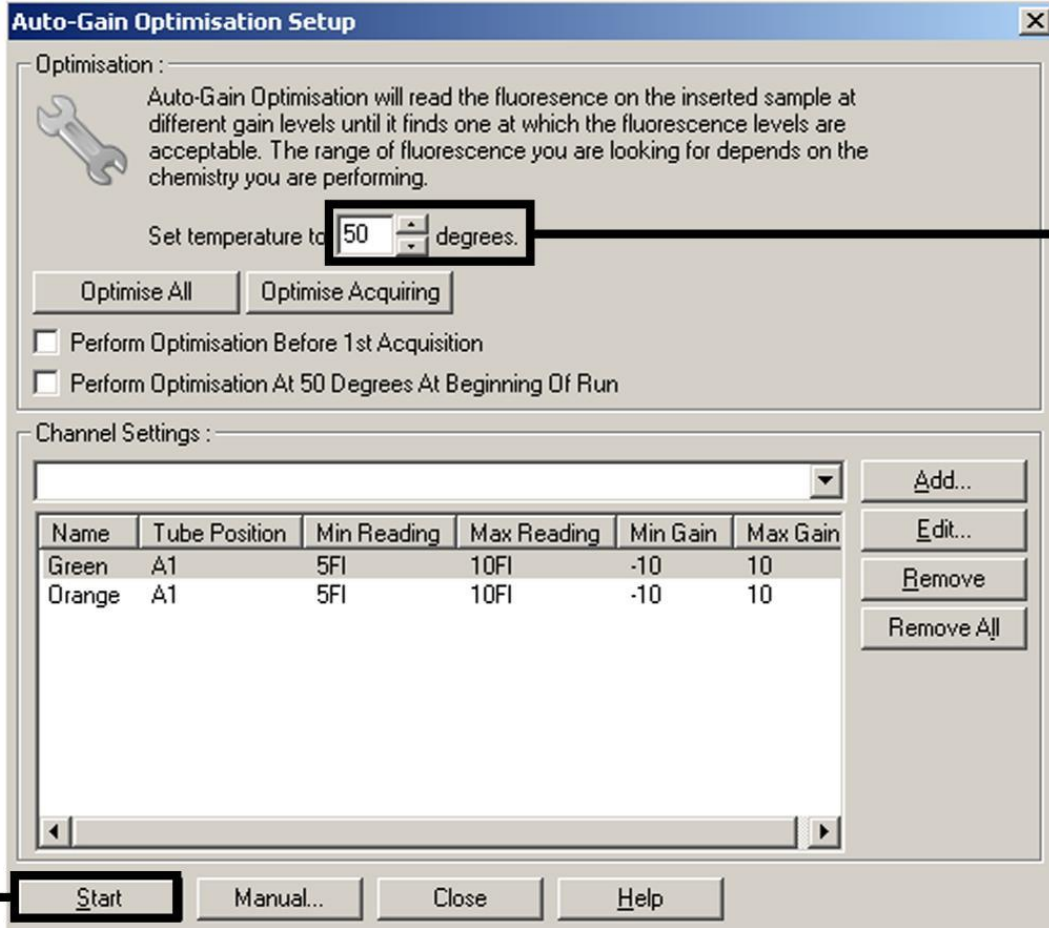 Auto-Gain Optimisation Setup
Optimisation :
Auto-Gain Optimisation will read the fluoresence on the inserted sample at
different gain levels until it finds one at which the fluorescence levels are
acceptable. The range of fluorescence you are looking for depends on the
chemistry you are performing.
Set temperature to 50 degrees.
Optimise All Optimise Acquiring
Perform Optimisation Before 1st Acquisition
Perform Optimisation At 50 Degrees At Beginning Of Run
Channel Settings :
Add...
Name Tube Position Min Reading Max Reading Min Gain Max Gain
Edit...
Green A1 5Fl 10Fl -10 10
Remove
Orange A1 5Fl 10Fl -10 10
Remove All
Start Manual... Close Help